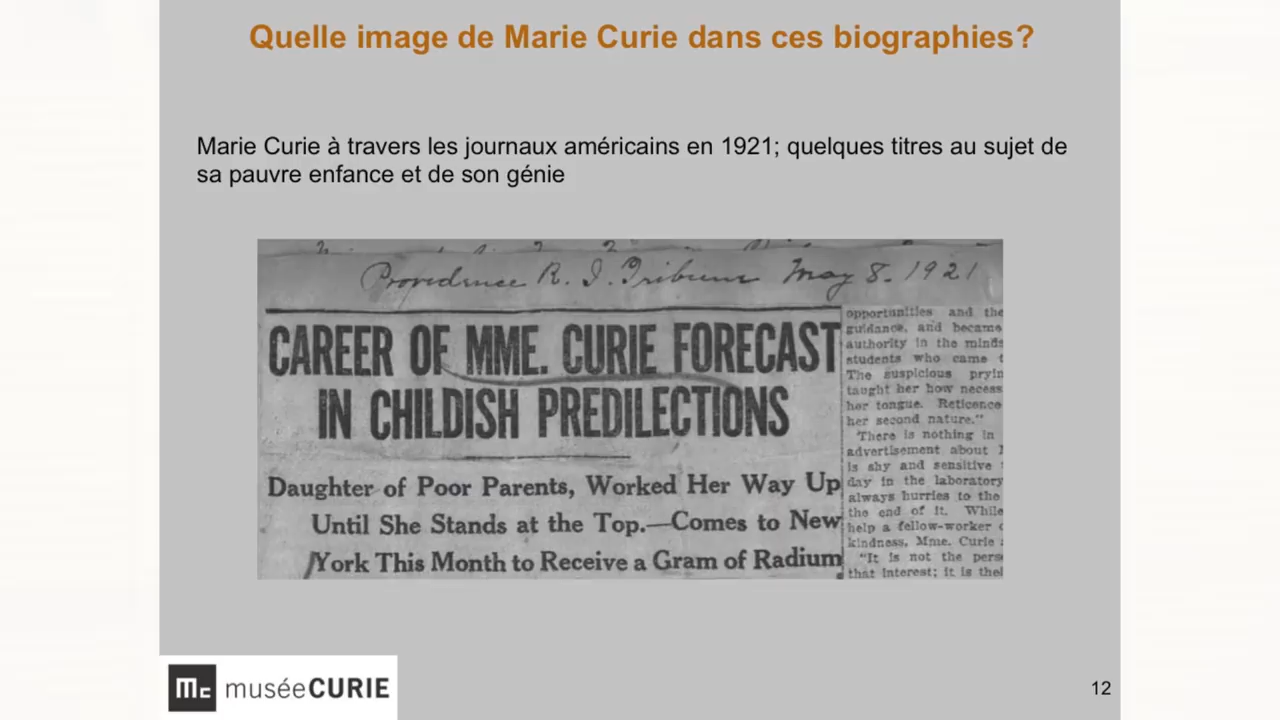 Quelle image de Marie Curie dans ces biographies?
Marie Curie à travers les journaux américains en 1921; quelques titres au sujet de
sa pauvre enfance et de son génie
Providence R. I. Tribune May 8. 1921
CAREER OF MME. CURIE FORECAST
IN CHILDISH PREDILECTIONS
Daughter of Poor Parents, Worked Her Way Up
Until She Stands at the Top.—Comes to New
York This Month to Receive a Gram of Radium
opportunities and the
guidance, and became
authority in the minds
students who came
The suspicious
taught her how
her tongue. Reticence
her second nature."
There is nothing in
advertisement about
is shy and sensitive
day in the laboratory
always hurries to the
the end of it. While
help a fellow-worker
kindness, Mme. Curie
"It is not the
that interest; it is
Mc muséeCURIE
12